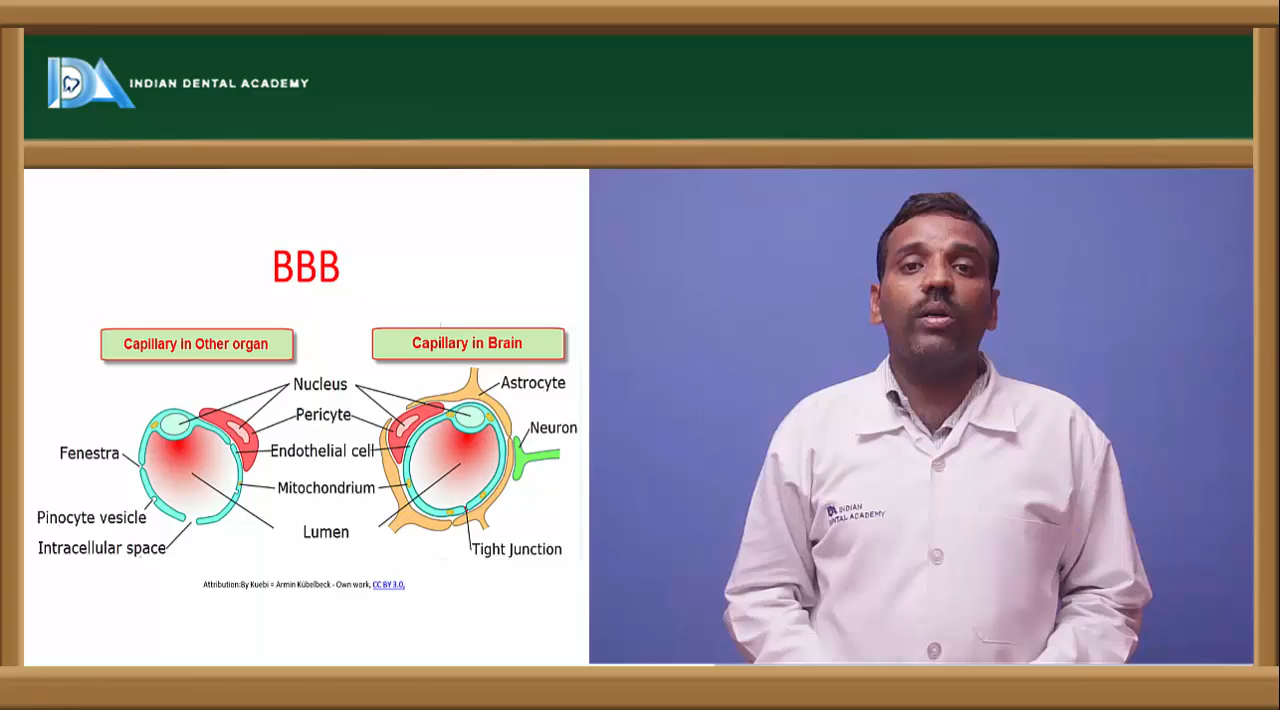 INDIAN DENTAL ACADEMY
BBB
Capillary in Other organ
Capillary in Brain
Nucleus
Astrocyte
Pericyte
Neuron
Fenestra
Endothelial cell
Mitochondrium
Pinocyte vesicle
Lumen
Intracellular space
Tight Junction
Attribution:By Kuebi = Armin Kübelbeck - Own work, CC BY 3.0,
INDIAN
DENTAL ACADEMY